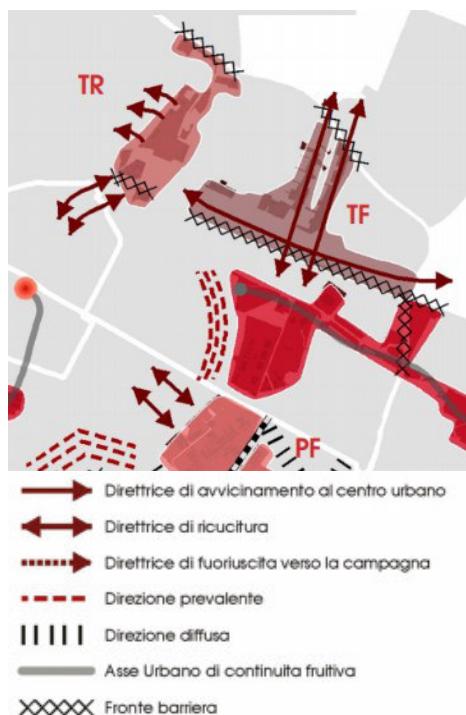 TR
TF
PF
Direttrice di avvicinamento al centro urbano
Direttrice di ricucitura
Direttrice di fuoriuscita verso la campagna
Direzione prevalente
Direzione diffusa
Asse Urbano di continuita fruitiva
Fronte barriera